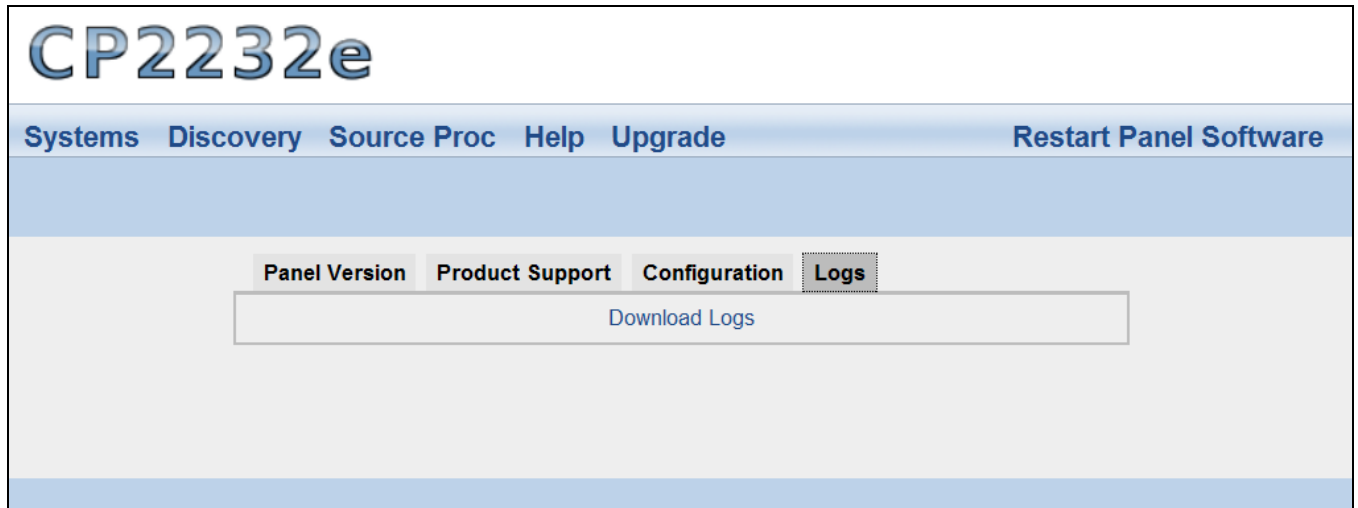 CP2232e
Systems Discovery Source Proc Help Upgrade Restart Panel Software
Panel Version Product Support Configuration Logs
Download Logs